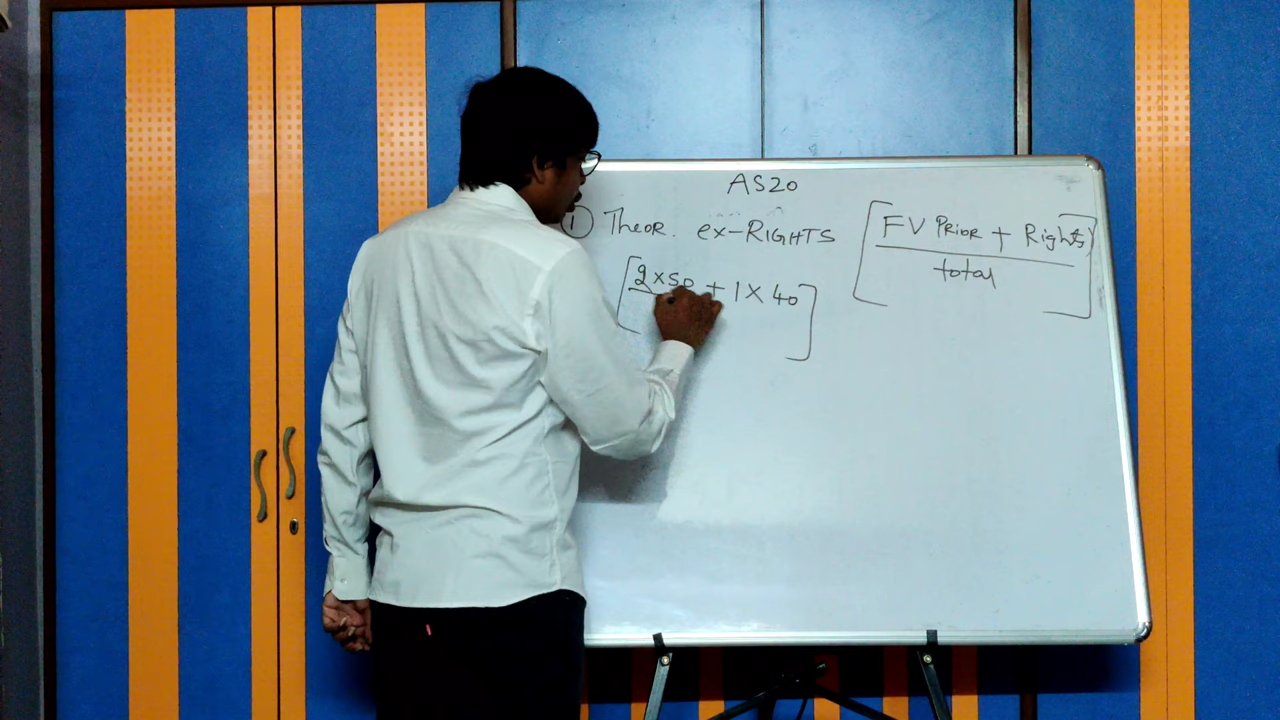 AS20
① Theor. ex-RIGHTS [FV PRIOR + Rights / total]
[2×50 + 1×40]